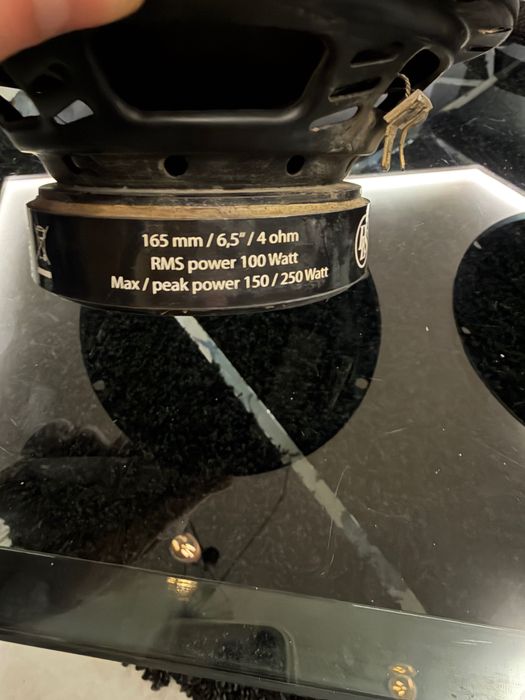 165 mm / 6,5" / 4 ohm
RMS power 100 Watt
Max / peak power 150 / 250 Watt